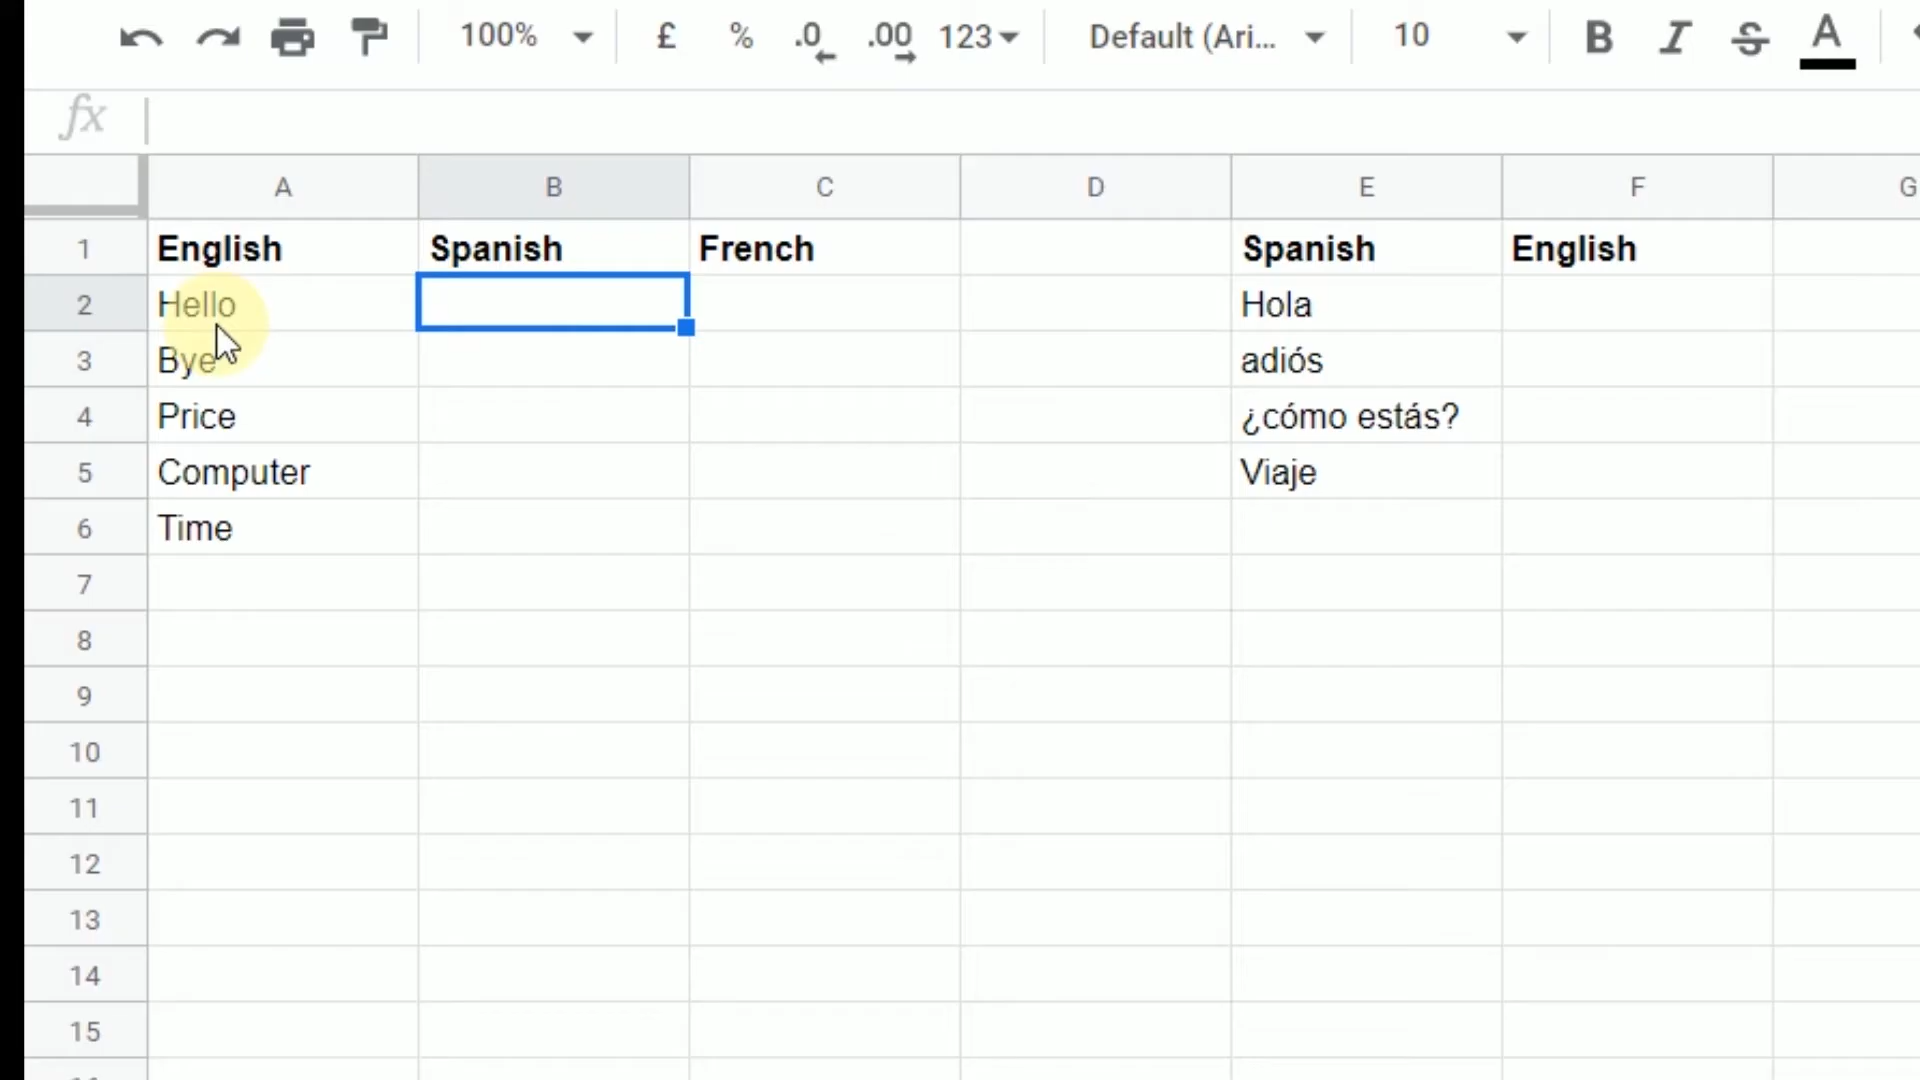 100% £ % .0 .00 123 Default (Ari... 10 B I S A
fx
A B C D E F G
1 English Spanish French Spanish English
2 Hello Hola
3 Bye adiós
4 Price ¿cómo estás?
5 Computer Viaje
6 Time
7
8
9
10
11
12
13
14
15